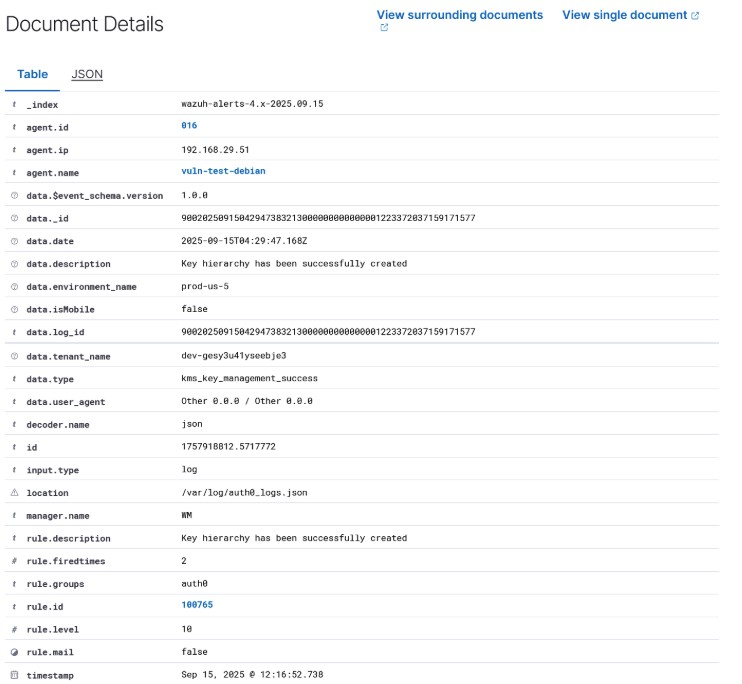 Document Details
View surrounding documents
View single document
Table JSON
t _index wazuh-alerts-4.x-2025.09.15
t agent.id 016
t agent.ip 192.168.29.51
t agent.name vuln-test-debian
data.$event_schema.version 1.0.0
data._id 90020250915042947383213000000000000001223372037159171577
data.date 2025-09-15T04:29:47.168Z
data.description Key hierarchy has been successfully created
data.environment_name prod-us-5
data.isMobile false
t data.log_id 90020250915042947383213000000000000001223372037159171577
data.tenant_name dev-gesy3u41yseebje3
t data.type kms_key_management_success
t data.user_agent Other 0.0.0 / Other 0.0.0
t decoder.name json
t id 1757918812.5717772
t input.type log
location /var/log/auth0_logs.json
t manager.name WM
t rule.description Key hierarchy has been successfully created
# rule.firedtimes 2
t rule.groups auth0
t rule.id 100765
# rule.level 10
rule.mail false
timestamp Sep 15, 2025 @ 12:16:52.738